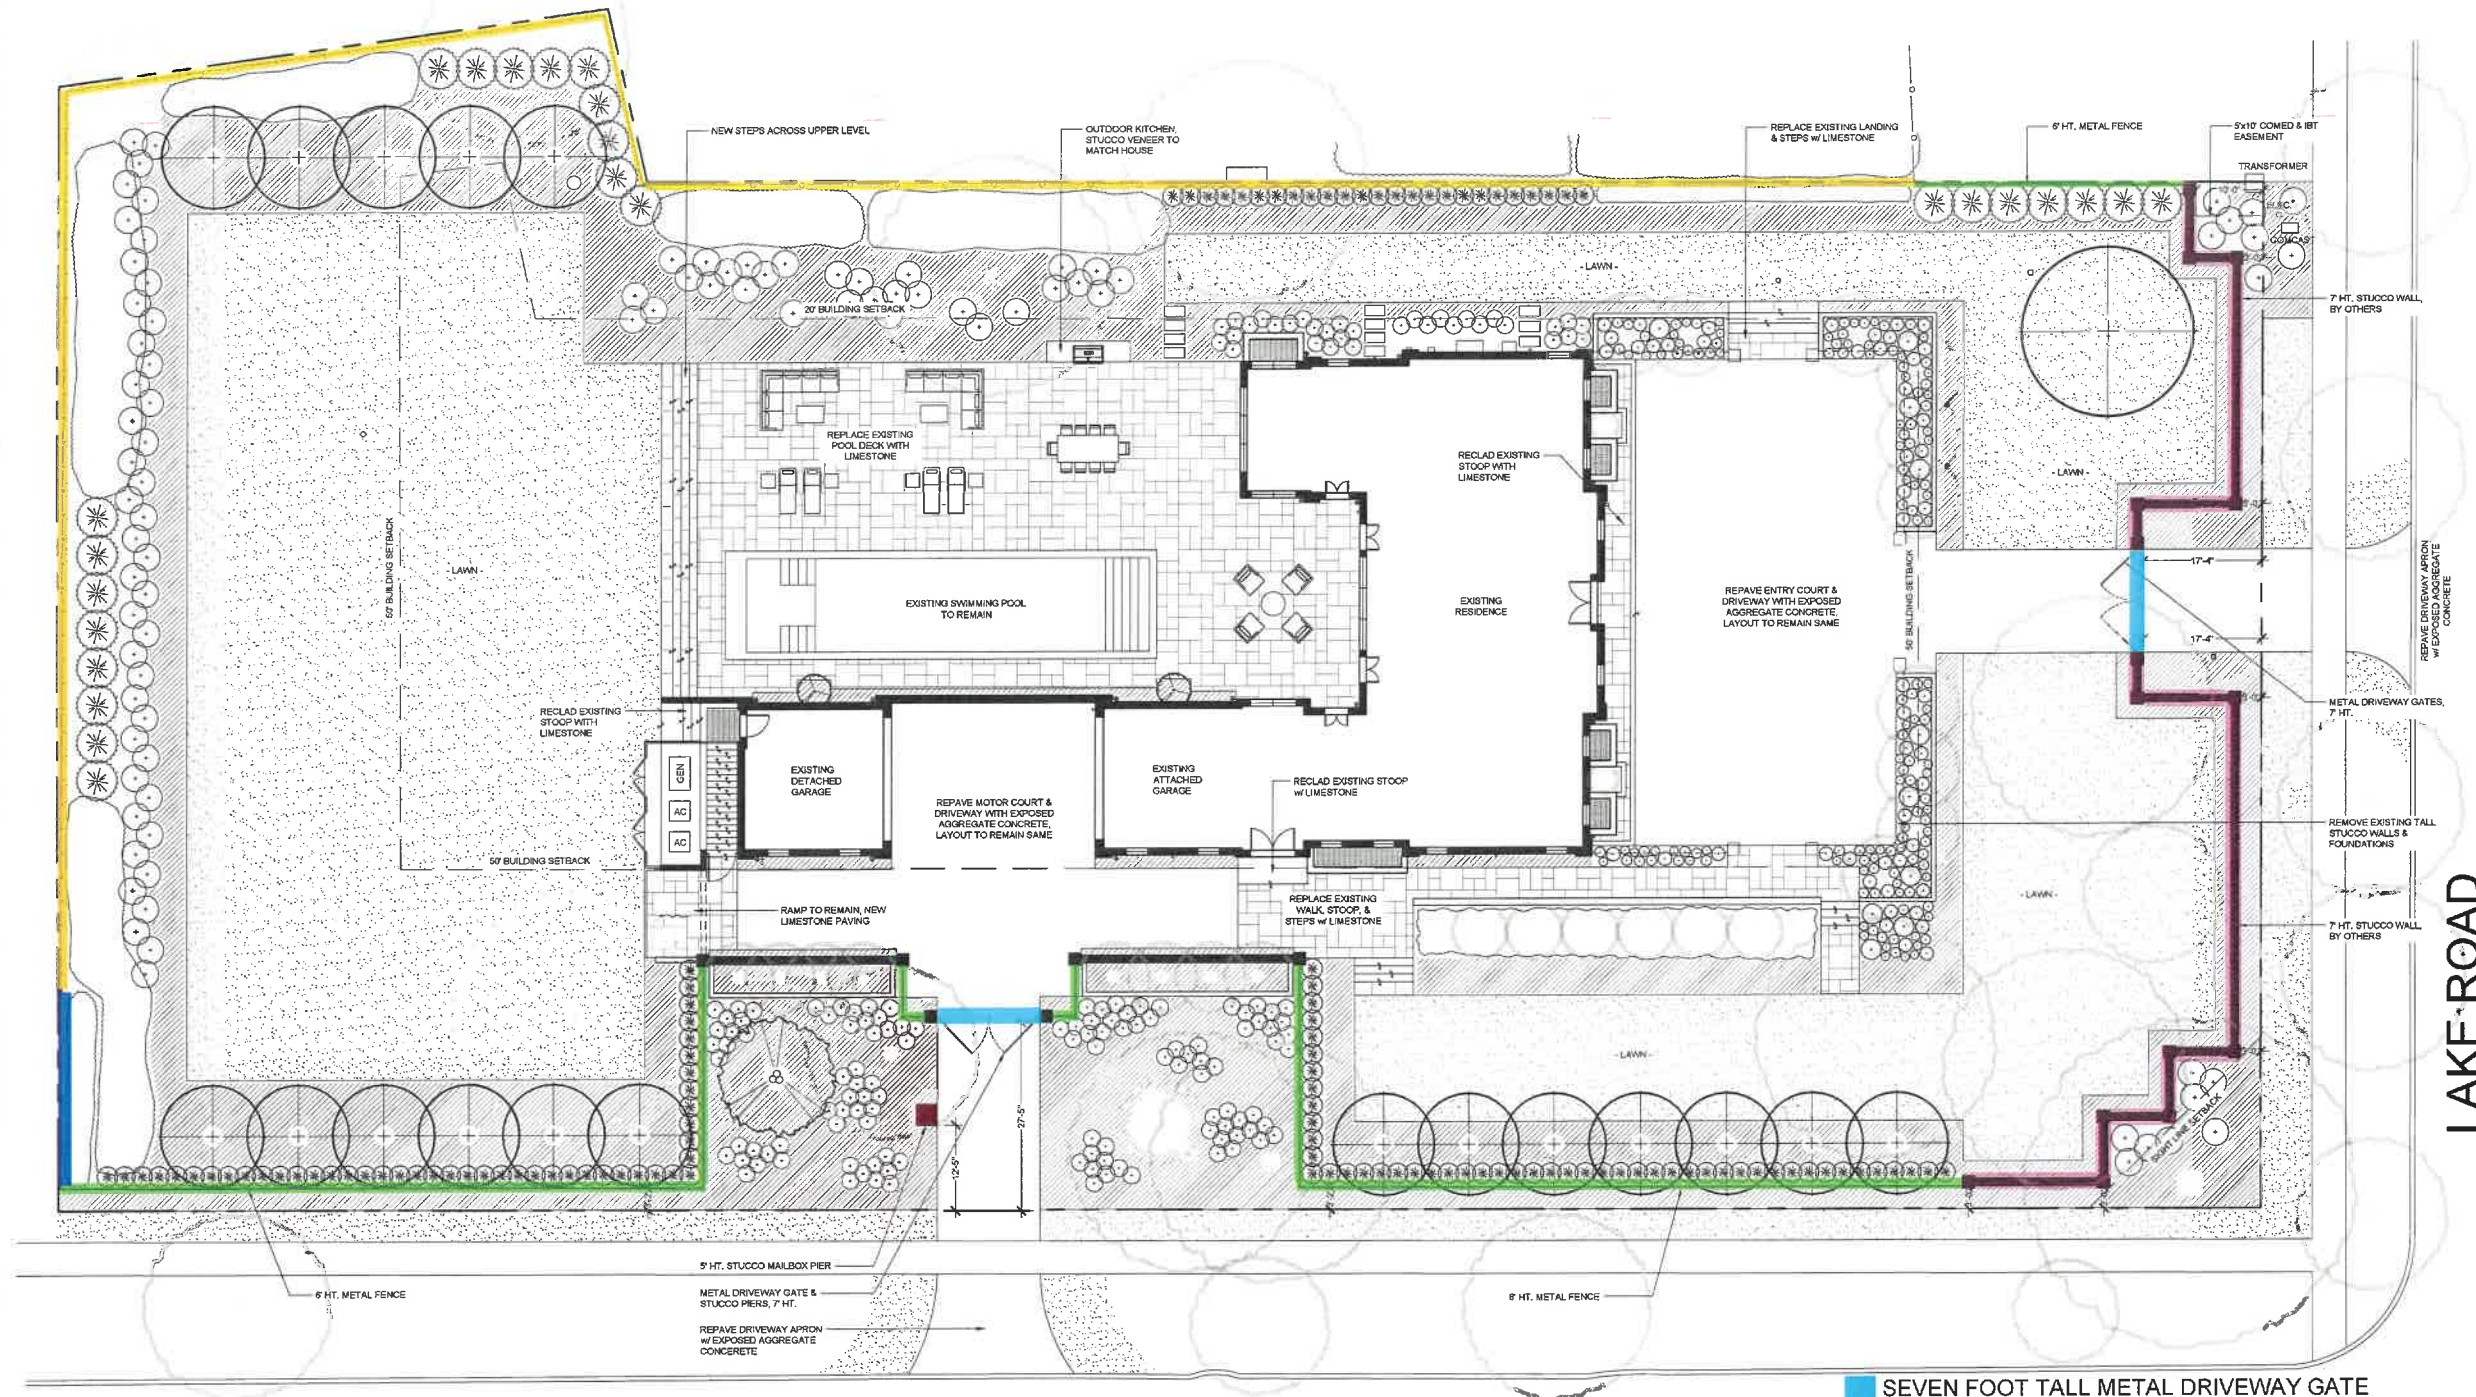 NEW STEPS ACROSS UPPER LEVEL
OUTDOOR KITCHEN,
STUCCO VENEER TO
MATCH HOUSE
REPLACE EXISTING LANDING
& STEPS w/ LIMESTONE
6' HT. METAL FENCE
5'x10' COMED & IBT
EASEMENT
TRANSFORMER
10'-0"
ELEC.
COMCAST
- LAWN -
7' HT. STUCCO WALL,
BY OTHERS
20' BUILDING SETBACK
REPLACE EXISTING
POOL DECK WITH
LIMESTONE
RECLAD EXISTING
STOOP WITH
LIMESTONE
- LAWN -
50' BUILDING SETBACK
- LAWN -
EXISTING SWIMMING POOL
TO REMAIN
EXISTING
RESIDENCE
REPAVE ENTRY COURT &
DRIVEWAY WITH EXPOSED
AGGREGATE CONCRETE,
LAYOUT TO REMAIN SAME
50' BUILDING SETBACK
17'-4"
17'-4"
REPAVE DRIVEWAY APRON
w/ EXPOSED AGGREGATE
CONCRETE
METAL DRIVEWAY GATES,
7' HT.
RECLAD EXISTING
STOOP WITH
LIMESTONE
GEN
AC
AC
EXISTING
DETACHED
GARAGE
EXISTING
ATTACHED
GARAGE
RECLAD EXISTING STOOP
w/ LIMESTONE
REPAVE MOTOR COURT &
DRIVEWAY WITH EXPOSED
AGGREGATE CONCRETE,
LAYOUT TO REMAIN SAME
REMOVE EXISTING TALL
STUCCO WALLS &
FOUNDATIONS
50' BUILDING SETBACK
- LAWN -
RAMP TO REMAIN, NEW
LIMESTONE PAVING
REPLACE EXISTING
WALK, STOOP, &
STEPS w/ LIMESTONE
7' HT. STUCCO WALL,
BY OTHERS
LAKE ROAD
- LAWN -
SIGHT LINE SETBACK
12'-5"
27'-5"
5' HT. STUCCO MAILBOX PIER
6' HT. METAL FENCE
METAL DRIVEWAY GATE &
STUCCO PIERS, 7' HT.
6' HT. METAL FENCE
REPAVE DRIVEWAY APRON
w/ EXPOSED AGGREGATE
CONCERETE
SEVEN FOOT TALL METAL DRIVEWAY GATE